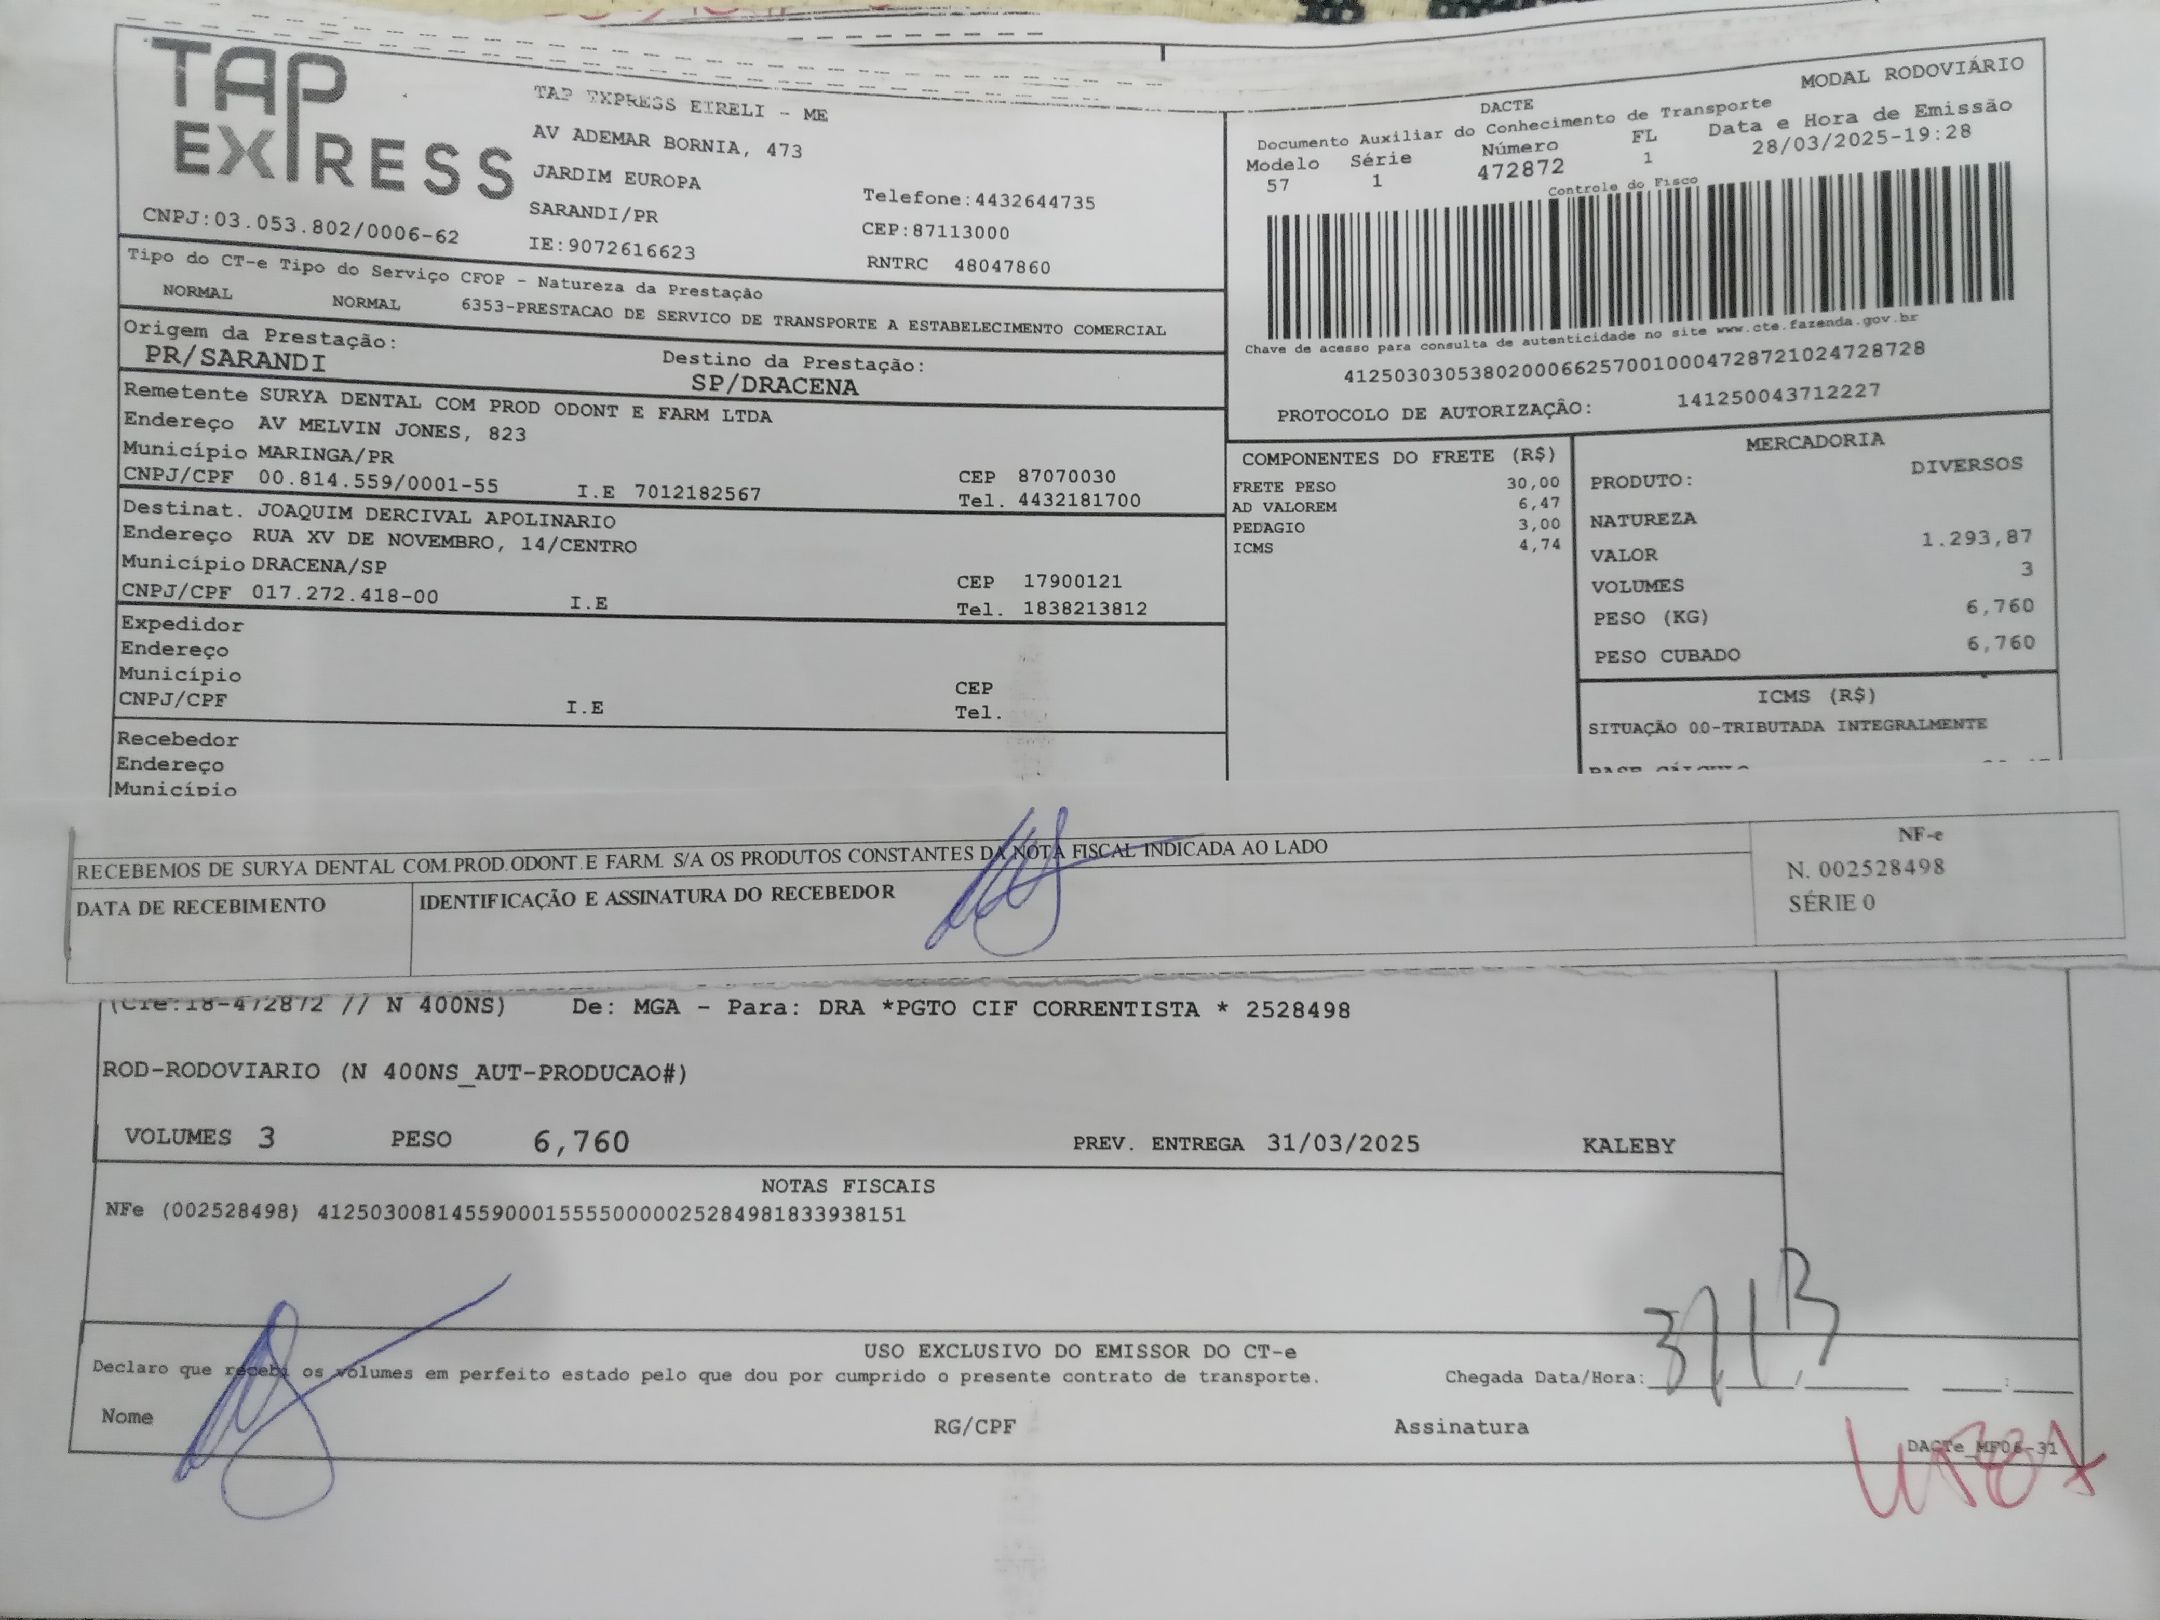 TAP
EXPRESS
CNPJ:03.053.802/0006-62
TAP EXPRESS EIRELI - ME
AV ADEMAR BORNIA, 473
JARDIM EUROPA
SARANDI/PR
IE:9072616623
Telefone:4432644735
CEP:87113000
RNTRC 48047860
MODAL RODOVIÁRIO
DACTE
Documento Auxiliar do Conhecimento de Transporte
Modelo Série Número FL Data e Hora de Emissão
57 1 472872 1 28/03/2025-19:28
Controle do Fisco
Chave de acesso para consulta de autenticidade no site www.cte.fazenda.gov.br
41250303053802000662570010004728721024728728
PROTOCOLO DE AUTORIZAÇÃO: 141250043712227
Tipo do CT-e Tipo do Serviço CFOP - Natureza da Prestação
NORMAL NORMAL 6353-PRESTACAO DE SERVICO DE TRANSPORTE A ESTABELECIMENTO COMERCIAL
Origem da Prestação: Destino da Prestação:
PR/SARANDI SP/DRACENA
Remetente SURYA DENTAL COM PROD ODONT E FARM LTDA
Endereço AV MELVIN JONES, 823
Município MARINGA/PR CEP 87070030
CNPJ/CPF 00.814.559/0001-55 I.E 7012182567 Tel. 4432181700
Destinat. JOAQUIM DERCIVAL APOLINARIO
Endereço RUA XV DE NOVEMBRO, 14/CENTRO
Município DRACENA/SP CEP 17900121
CNPJ/CPF 017.272.418-00 I.E Tel. 1838213812
Expedidor
Endereço
Município CEP
CNPJ/CPF I.E Tel.
Recebedor
Endereço
Município
COMPONENTES DO FRETE (R$)
FRETE PESO 30,00
AD VALOREM 6,47
PEDAGIO 3,00
ICMS 4,74
MERCADORIA
PRODUTO: DIVERSOS
NATUREZA
VALOR 1.293,87
VOLUMES 3
PESO (KG) 6,760
PESO CUBADO 6,760
ICMS (R$)
SITUAÇÃO 00-TRIBUTADA INTEGRALMENTE
BASE CÁLCULO
RECEBEMOS DE SURYA DENTAL COM.PROD.ODONT.E FARM. S/A OS PRODUTOS CONSTANTES DA NOTA FISCAL INDICADA AO LADO
DATA DE RECEBIMENTO IDENTIFICAÇÃO E ASSINATURA DO RECEBEDOR
NF-e
N. 002528498
SÉRIE 0
(Cte:18-472872 // N 400NS) De: MGA - Para: DRA *PGTO CIF CORRENTISTA * 2528498
ROD-RODOVIARIO (N 400NS_AUT-PRODUCAO#)
VOLUMES 3 PESO 6,760 PREV. ENTREGA 31/03/2025 KALEBY
NOTAS FISCAIS
NFe (002528498) 41250300814559000155550000025284981833938151
USO EXCLUSIVO DO EMISSOR DO CT-e
Declaro que recebi os volumes em perfeito estado pelo que dou por cumprido o presente contrato de transporte. Chegada Data/Hora:
Nome RG/CPF Assinatura
DACTe_MF06-31